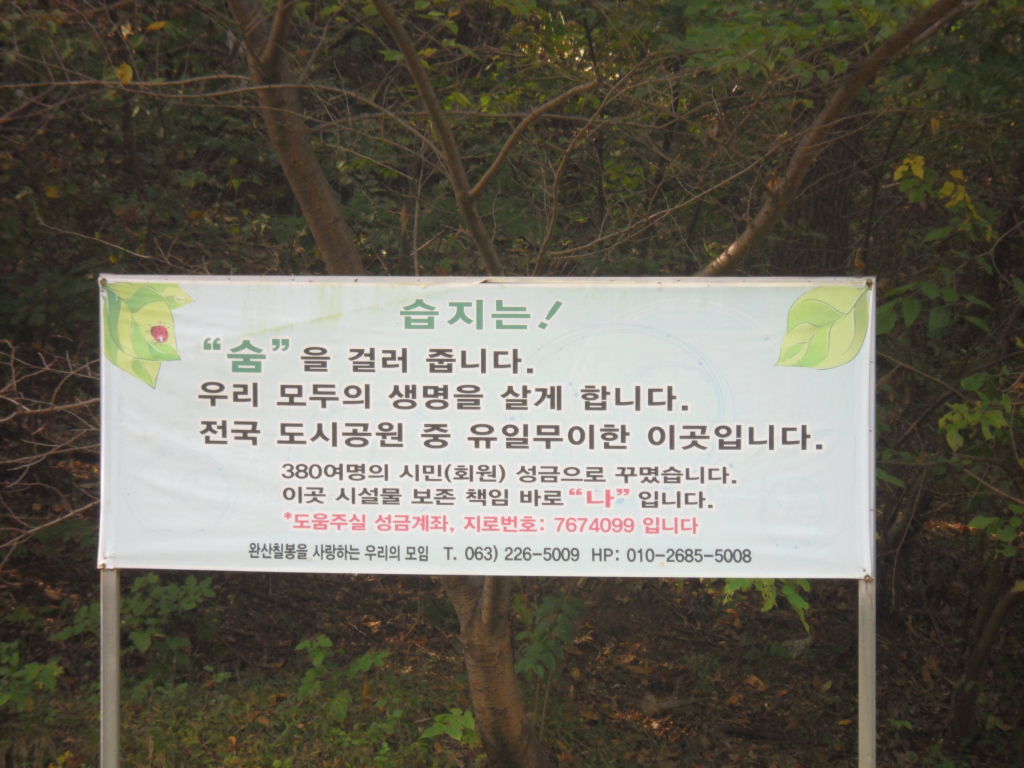 습지는!
“숨”을 걸러 줍니다.
우리 모두의 생명을 살게 합니다.
전국 도시공원 중 유일무이한 이곳입니다.
380여명의 시민(회원) 성금으로 꾸몄습니다.
이곳 시설물 보존 책임 바로 “나” 입니다.
*도움주실 성금계좌, 지로번호: 7674099 입니다
완산칠봉을 사랑하는 우리의 모임 T. 063) 226-5009 HP: 010-2685-5008